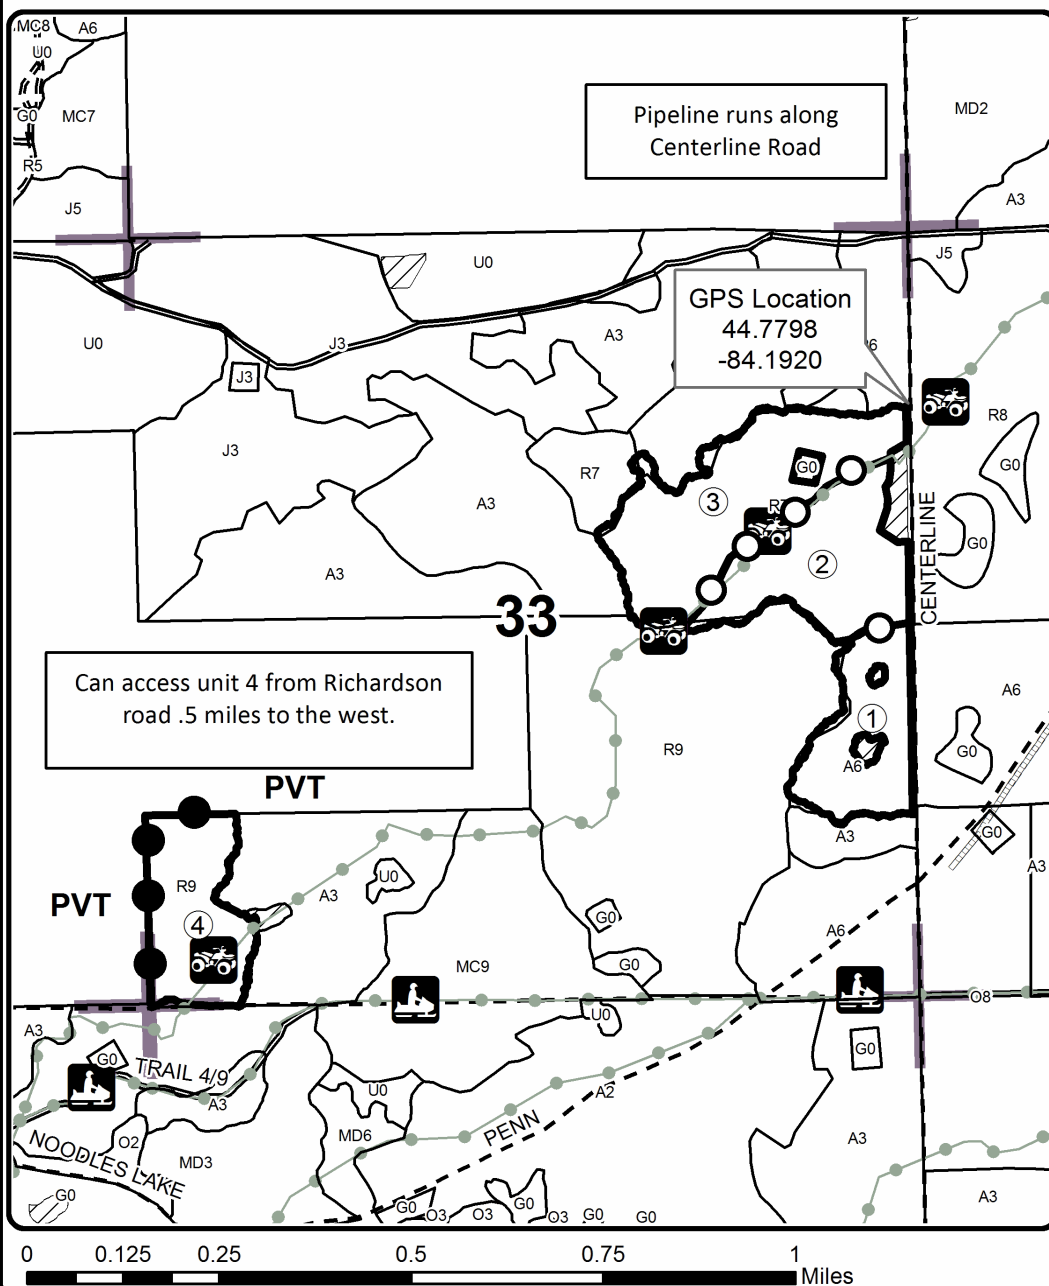 MC8
A6
U0
G0
MC7
R5
J5
Pipeline runs along
Centerline Road
MD2
A3
U0
J5
GPS Location
44.7798
-84.1920
U0
J3
A3
J3
R8
J3
R7
G0
G0
A3
3
G0
A3
2
CENTERLINE
33
Can access unit 4 from Richardson
road .5 miles to the west.
A6
1
R9
G0
A6
PVT
G0
A3
A3
R9
U0
A3
PVT
G0
4
A6
MC9
G0
O8
U0
A3
G0
G0
TRAIL 4/9
U0
A2
A3
PENN
MD6
O2
A3
NOODLES LAKE
MD3
G0
G0
O3
O3
G0
O3
G0
G0
A3
0 0.125 0.25 0.5 0.75 1
Miles